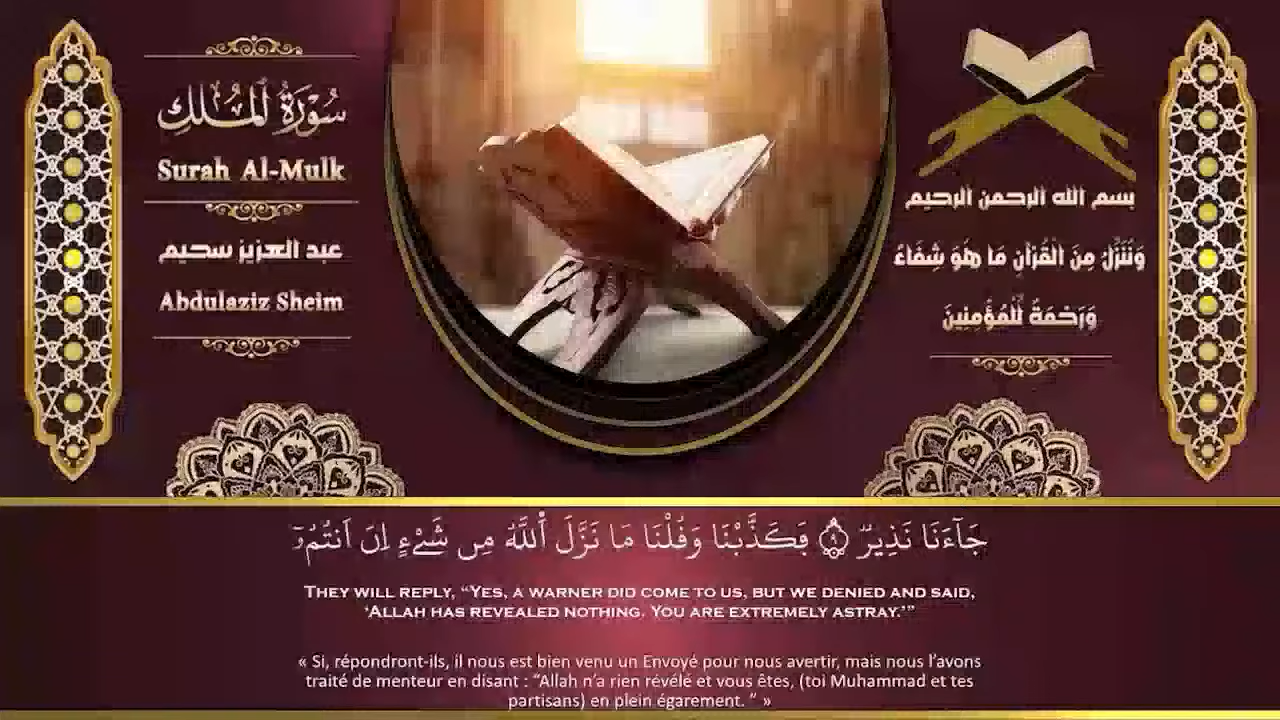 سُورَةُ الْمُلْكِ
Surah Al-Mulk
عبد العزيز سحيم
Abdulaziz Sheim
بسم الله الرحمن الرحيم
وَنُنَزِّلُ مِنَ الْقُرْآنِ مَا هُوَ شِفَاءٌ
وَرَحْمَةٌ لِّلْمُؤْمِنِينَ
جَآءَنَا نَذِيرٌ ۝ فَكَذَّبْنَا وَقُلْنَا مَا نَزَّلَ اَ۬للَّهُ مِن شَےْءٍ اِنَ اَنتُمُۥٓ
THEY WILL REPLY, “YES, A WARNER DID COME TO US, BUT WE DENIED AND SAID,
‘ALLAH HAS REVEALED NOTHING. YOU ARE EXTREMELY ASTRAY.’”
« Si, répondront-ils, il nous est bien venu un Envoyé pour nous avertir, mais nous l’avons
traité de menteur en disant : “Allah n’a rien révélé et vous êtes, (toi Muhammad et tes
partisans) en plein égarement. ” »